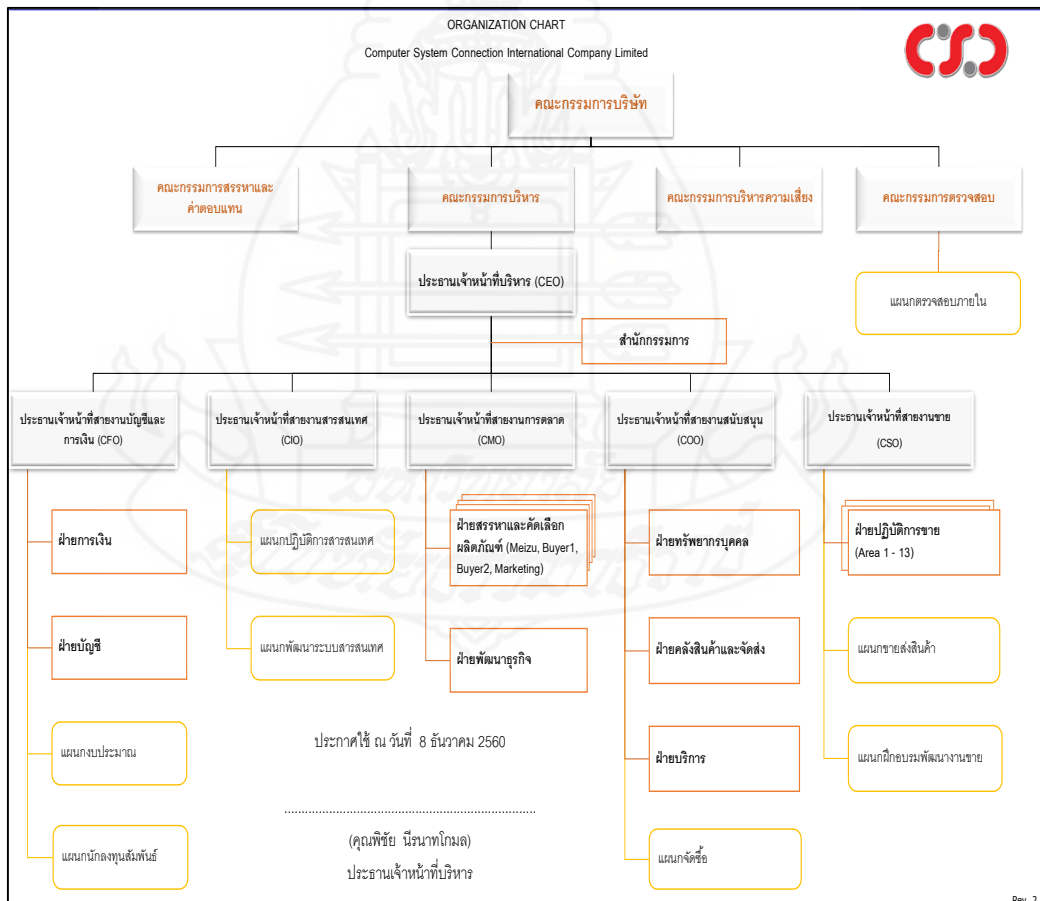 ORGANIZATION CHART
Computer System Connection International Company Limited
คณะกรรมการบริษัท
คณะกรรมการสรรหาและ
ค่าตอบแทน
คณะกรรมการบริหาร
คณะกรรมการบริหารความเสี่ยง
คณะกรรมการตรวจสอบ
ประธานเจ้าหน้าที่บริหาร (CEO)
แผนกตรวจสอบภายใน
สำนักกรรมการ
ประธานเจ้าหน้าที่สายงานบัญชีและ
การเงิน (CFO)
ประธานเจ้าหน้าที่สายงานสารสนเทศ
(CIO)
ประธานเจ้าหน้าที่สายงานการตลาด
(CMO)
ประธานเจ้าหน้าที่สายงานสนับสนุน
(COO)
ประธานเจ้าหน้าที่สายงานขาย
(CSO)
ฝ่ายการเงิน
แผนกปฏิบัติการสารสนเทศ
ฝ่ายสรรหาและคัดเลือก
ผลิตภัณฑ์ (Meizu, Buyer1,
Buyer2, Marketing)
ฝ่ายทรัพยากรบุคคล
ฝ่ายปฏิบัติการขาย
(Area 1 - 13)
ฝ่ายบัญชี
แผนกพัฒนาระบบสารสนเทศ
ฝ่ายพัฒนาธุรกิจ
ฝ่ายคลังสินค้าและจัดส่ง
แผนกขายส่งสินค้า
แผนกงบประมาณ
ประกาศใช้ ณ วันที่ 8 ธันวาคม 2560
ฝ่ายบริการ
แผนกฝึกอบรมพัฒนางานขาย
แผนกนักลงทุนสัมพันธ์
(คุณพิชัย นีรนาทโกมล)
ประธานเจ้าหน้าที่บริหาร
แผนกจัดซื้อ
Rev. 2